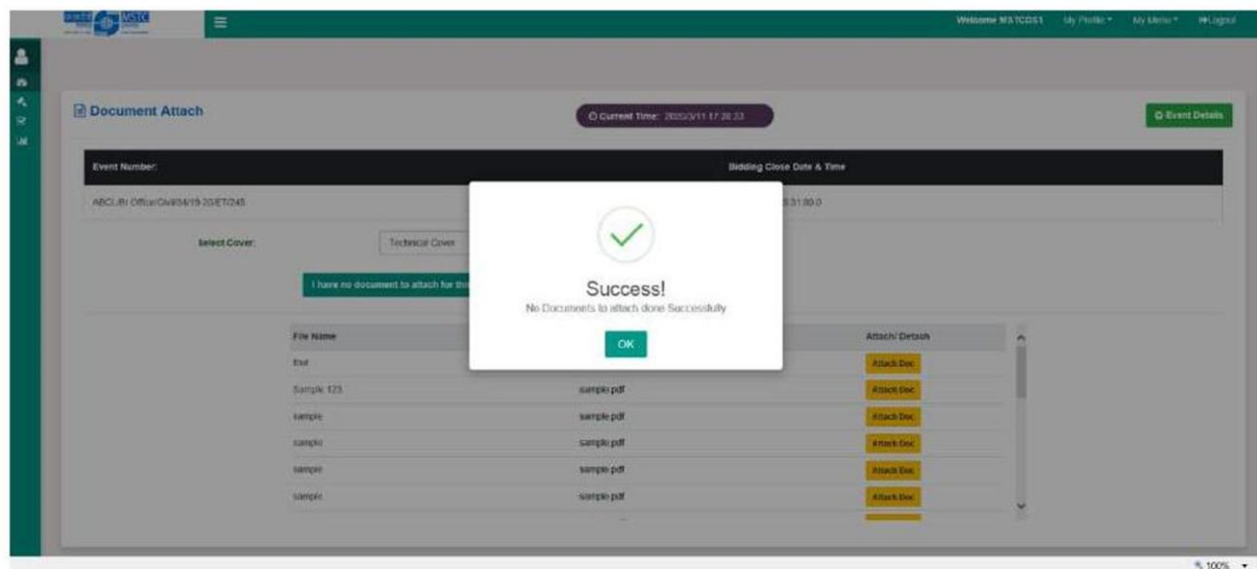 MSTC
Welcome MSTCDS1 My Profile My Menu Logout
Document Attach
Current Time:
Event Details
Event Number:
Bidding Close Date & Time
Select Cover:
Technical Cover
I have no document to attach for
Success!
No Documents to attach done Successfully
OK
File Name
Attach/ Detach
Attach Doc
Sample 123
sample.pdf
Attach Doc
sample
sample.pdf
Attach Doc
sample
sample.pdf
Attach Doc
sample
sample.pdf
Attach Doc
sample
sample.pdf
Attach Doc
100%